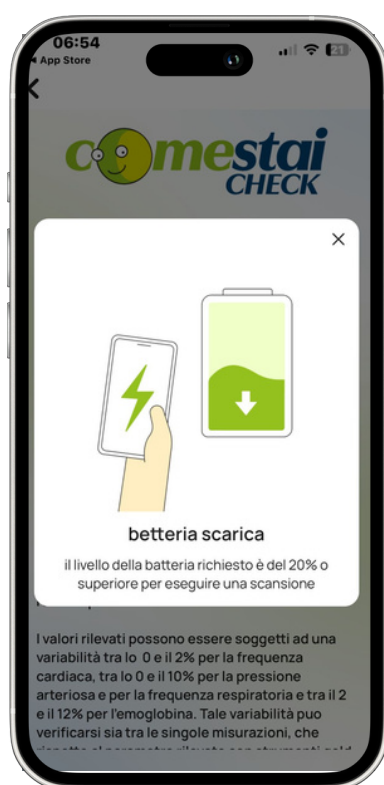 06:54
App Store
21
comestai
CHECK
betteria scarica
il livello della batteria richiesto è del 20% o
superiore per eseguire una scansione
I valori rilevati possono essere soggetti ad una
variabilità tra lo 0 e il 2% per la frequenza
cardiaca, tra lo 0 e il 10% per la pressione
arteriosa e per la frequenza respiratoria e tra il 2
e il 12% per l'emoglobina. Tale variabilità puo
verificarsi sia tra le singole misurazioni, che